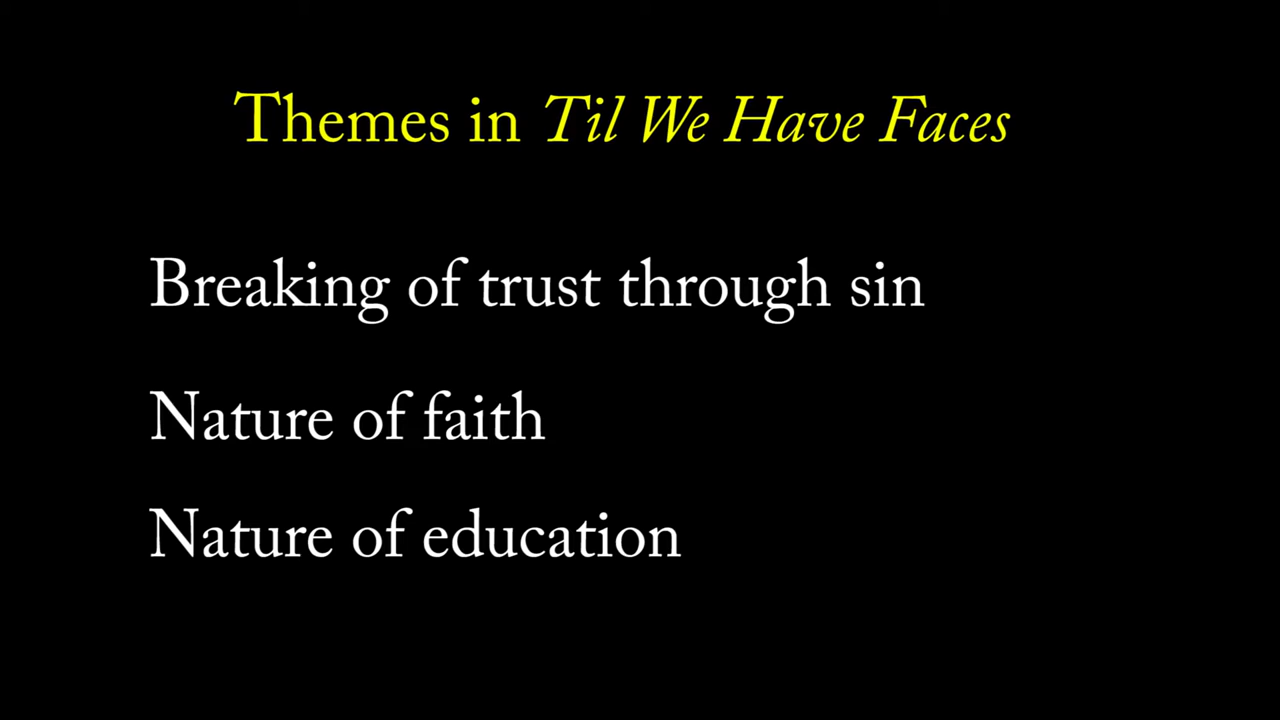 Themes in Til We Have Faces
Breaking of trust through sin
Nature of faith
Nature of education